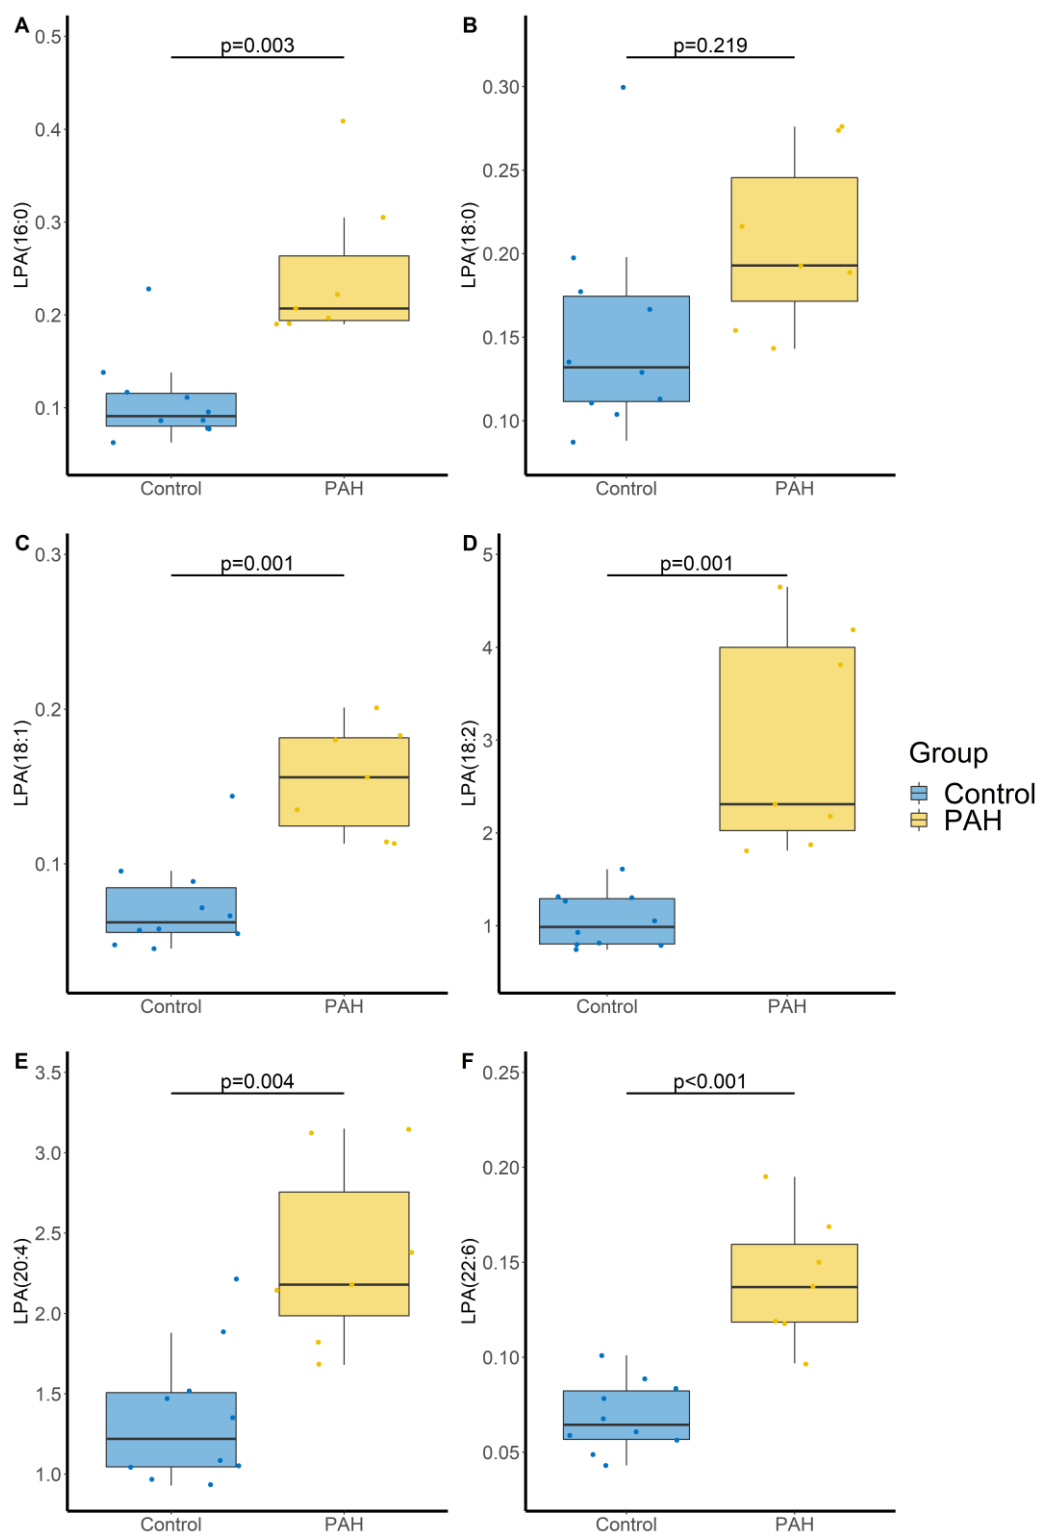 A
p=0.003
0.5
0.4
0.3
0.2
0.1
LPA(16:0)
Control PAH
B
p=0.219
0.30
0.25
0.20
0.15
0.10
LPA(18:0)
Control PAH
C
p=0.001
0.3
0.2
0.1
LPA(18:1)
Control PAH
D
p=0.001
5
4
3
2
1
LPA(18:2)
Control PAH
Group
Control
PAH
E
p=0.004
3.5
3.0
2.5
2.0
1.5
1.0
LPA(20:4)
Control PAH
F
p<0.001
0.25
0.20
0.15
0.10
0.05
LPA(22:6)
Control PAH